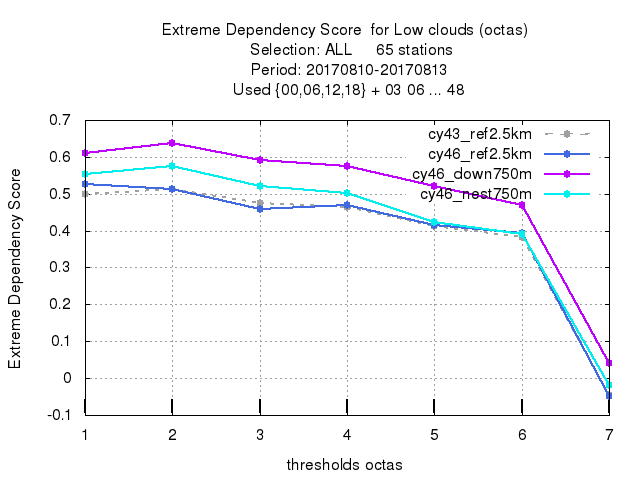 Extreme Dependency Score  for Low clouds (octas)
Selection: ALL     65 stations
Period: 20170810-20170813
Used {00,06,12,18} + 03 06 ... 48
cy43_ref2.5km
cy46_ref2.5km
cy46_down750m
cy46_nest750m
Extreme Dependency Score
0.7
0.6
0.5
0.4
0.3
0.2
0.1
0
-0.1
1 2 3 4 5 6 7
thresholds octas